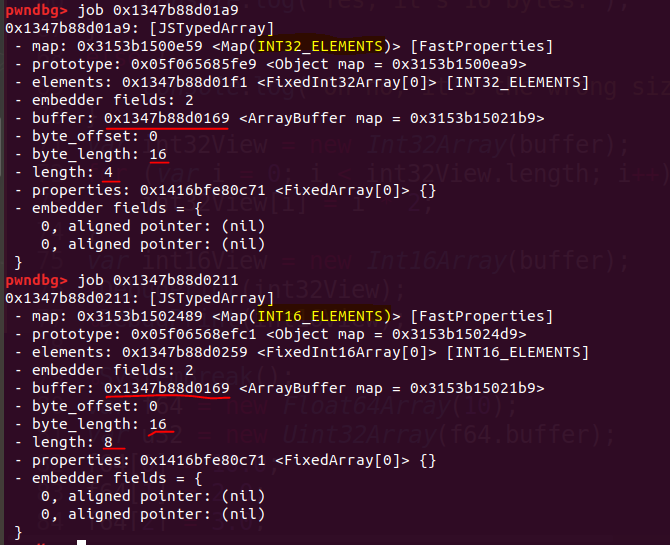 pwndbg> job 0x1347b88d01a9
0x1347b88d01a9: [JSTypedArray]
- map: 0x3153b1500e59 <Map(INT32_ELEMENTS)> [FastProperties]
- prototype: 0x05f065685fe9 <Object map = 0x3153b1500ea9>
- elements: 0x1347b88d01f1 <FixedInt32Array[0]> [INT32_ELEMENTS]
- embedder fields: 2
- buffer: 0x1347b88d0169 <ArrayBuffer map = 0x3153b15021b9>
- byte_offset: 0
- byte_length: 16
- length: 4
- properties: 0x1416bfe80c71 <FixedArray[0]> {}
- embedder fields = {
0, aligned pointer: (nil)
0, aligned pointer: (nil)
}
pwndbg> job 0x1347b88d0211
0x1347b88d0211: [JSTypedArray]
- map: 0x3153b1502489 <Map(INT16_ELEMENTS)> [FastProperties]
- prototype: 0x05f06568efc1 <Object map = 0x3153b15024d9>
- elements: 0x1347b88d0259 <FixedInt16Array[0]> [INT16_ELEMENTS]
- embedder fields: 2
- buffer: 0x1347b88d0169 <ArrayBuffer map = 0x3153b15021b9>
- byte_offset: 0
- byte_length: 16
- length: 8
- properties: 0x1416bfe80c71 <FixedArray[0]> {}
- embedder fields = {
0, aligned pointer: (nil)
0, aligned pointer: (nil)
}